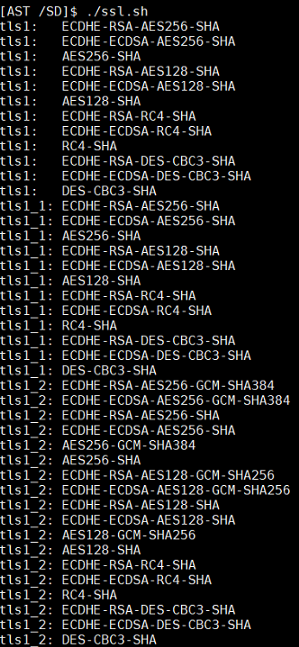 [AST /SD]$ ./ssl.sh
tls1:   ECDHE-RSA-AES256-SHA
tls1:   ECDHE-ECDSA-AES256-SHA
tls1:   AES256-SHA
tls1:   ECDHE-RSA-AES128-SHA
tls1:   ECDHE-ECDSA-AES128-SHA
tls1:   AES128-SHA
tls1:   ECDHE-RSA-RC4-SHA
tls1:   ECDHE-ECDSA-RC4-SHA
tls1:   RC4-SHA
tls1:   ECDHE-RSA-DES-CBC3-SHA
tls1:   ECDHE-ECDSA-DES-CBC3-SHA
tls1:   DES-CBC3-SHA
tls1_1: ECDHE-RSA-AES256-SHA
tls1_1: ECDHE-ECDSA-AES256-SHA
tls1_1: AES256-SHA
tls1_1: ECDHE-RSA-AES128-SHA
tls1_1: ECDHE-ECDSA-AES128-SHA
tls1_1: AES128-SHA
tls1_1: ECDHE-RSA-RC4-SHA
tls1_1: ECDHE-ECDSA-RC4-SHA
tls1_1: RC4-SHA
tls1_1: ECDHE-RSA-DES-CBC3-SHA
tls1_1: ECDHE-ECDSA-DES-CBC3-SHA
tls1_1: DES-CBC3-SHA
tls1_2: ECDHE-RSA-AES256-GCM-SHA384
tls1_2: ECDHE-ECDSA-AES256-GCM-SHA384
tls1_2: ECDHE-RSA-AES256-SHA
tls1_2: ECDHE-ECDSA-AES256-SHA
tls1_2: AES256-GCM-SHA384
tls1_2: AES256-SHA
tls1_2: ECDHE-RSA-AES128-GCM-SHA256
tls1_2: ECDHE-ECDSA-AES128-GCM-SHA256
tls1_2: ECDHE-RSA-AES128-SHA
tls1_2: ECDHE-ECDSA-AES128-SHA
tls1_2: AES128-GCM-SHA256
tls1_2: AES128-SHA
tls1_2: ECDHE-RSA-RC4-SHA
tls1_2: ECDHE-ECDSA-RC4-SHA
tls1_2: RC4-SHA
tls1_2: ECDHE-RSA-DES-CBC3-SHA
tls1_2: ECDHE-ECDSA-DES-CBC3-SHA
tls1_2: DES-CBC3-SHA